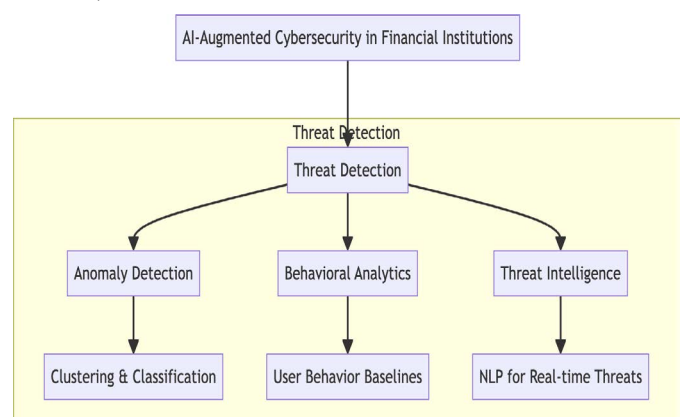 AI-Augmented Cybersecurity in Financial Institutions
Threat Detection
Threat Detection
Anomaly Detection
Behavioral Analytics
Threat Intelligence
Clustering & Classification
User Behavior Baselines
NLP for Real-time Threats